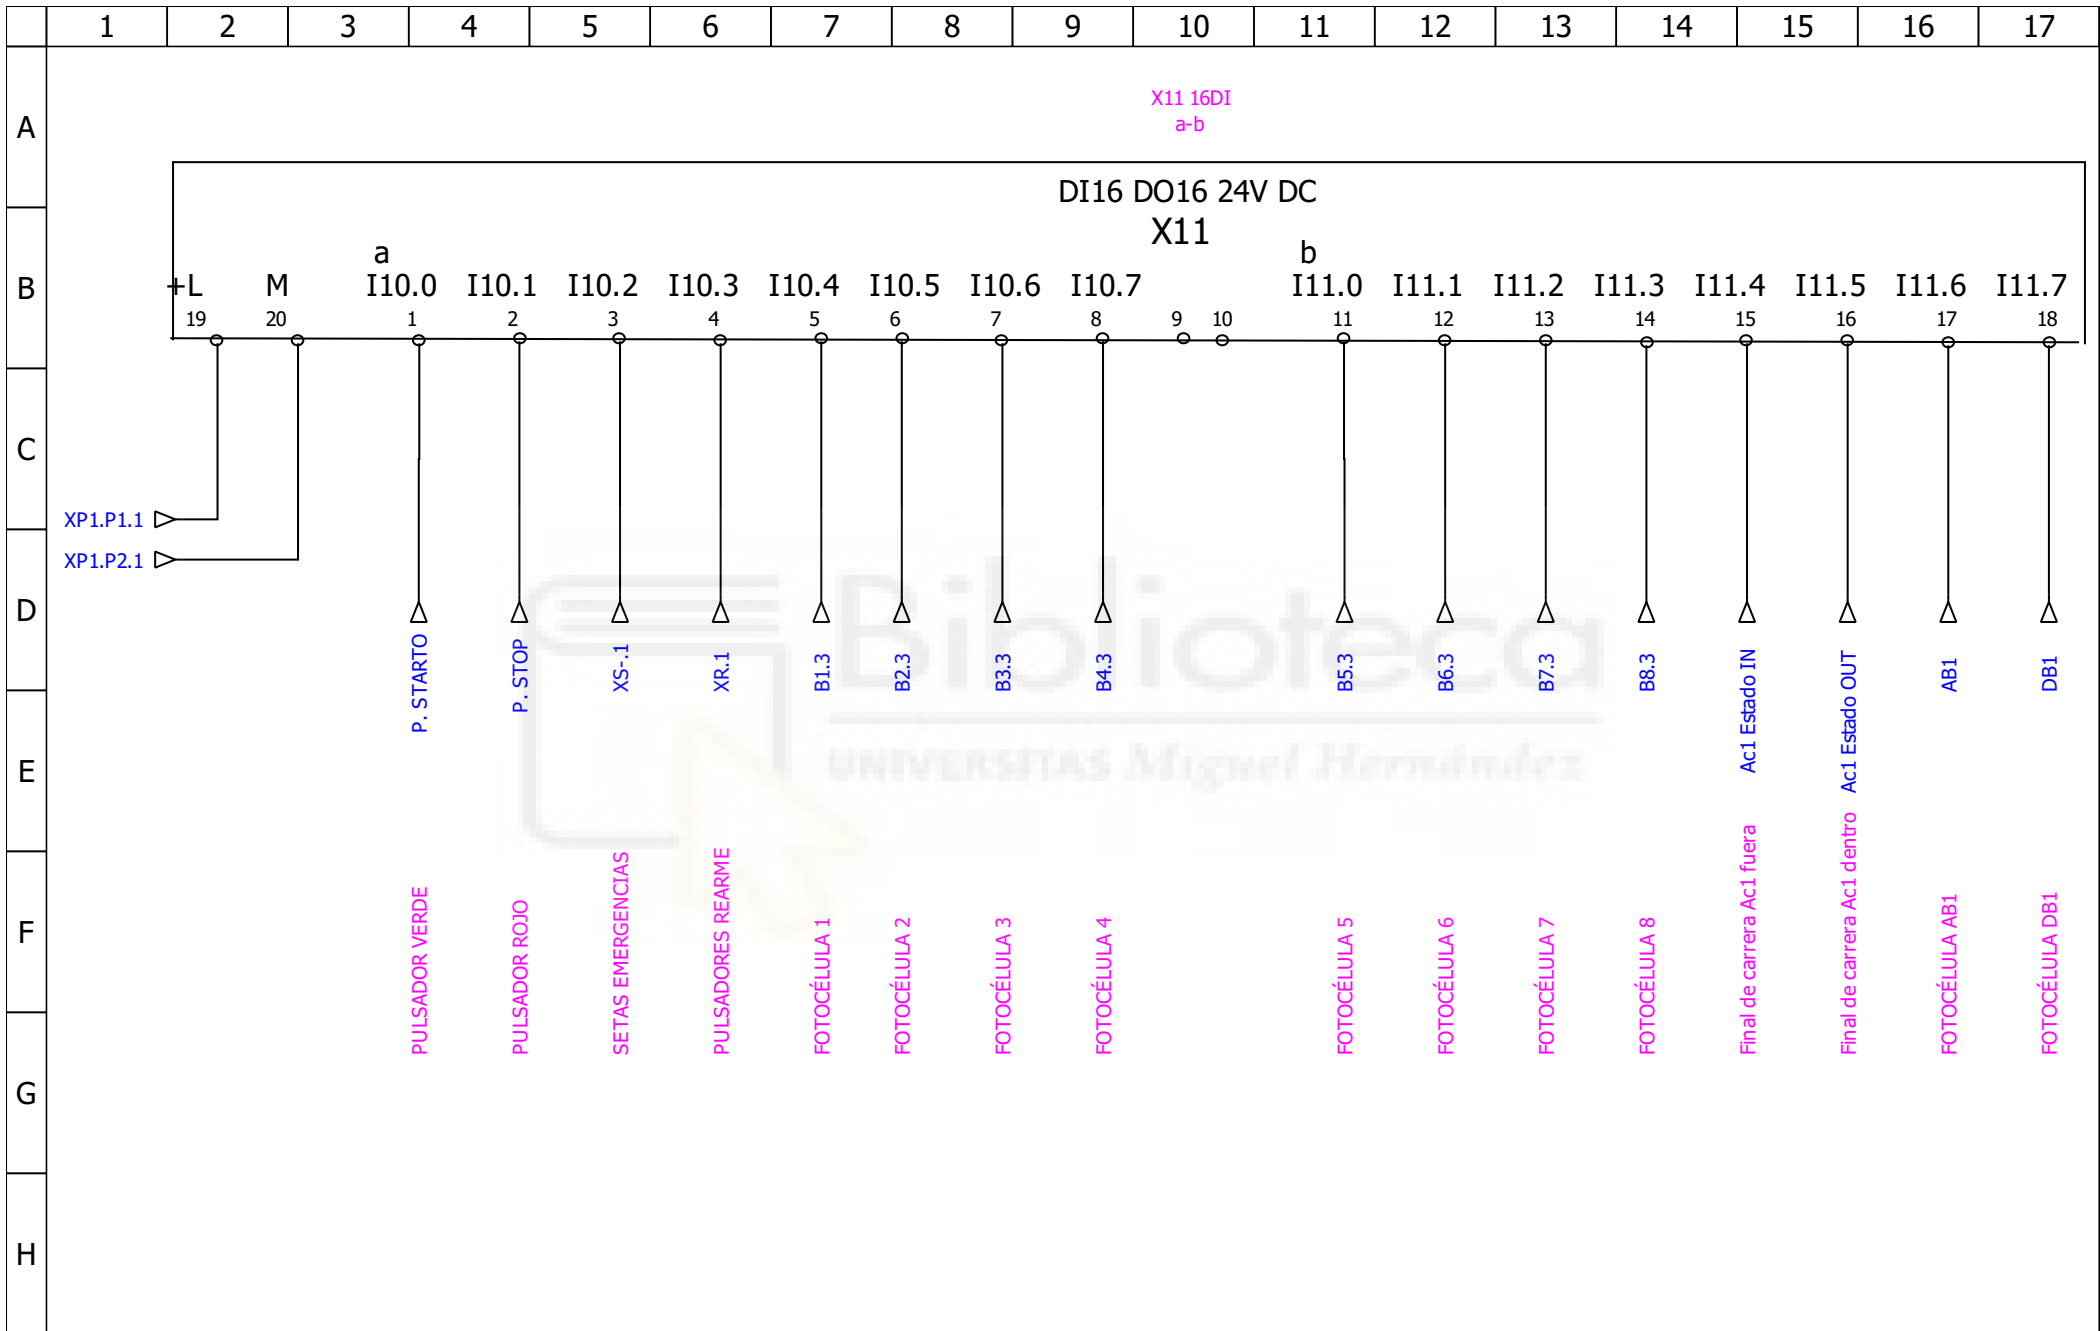 1 2 3 4 5 6 7 8 9 10 11 12 13 14 15 16 17
A
X11 16DI
a-b
DI16 DO16 24V DC
X11
a b
B
+L M I10.0 I10.1 I10.2 I10.3 I10.4 I10.5 I10.6 I10.7 I11.0 I11.1 I11.2 I11.3 I11.4 I11.5 I11.6 I11.7
19 20 1 2 3 4 5 6 7 8 9 10 11 12 13 14 15 16 17 18
C
XP1.P1.1
XP1.P2.1
D
P. STARTO
P. STOP
XS-.1
XR.1
B1.3
B2.3
B3.3
B4.3
B5.3
B6.3
B7.3
B8.3
Ac1 Estado IN
Ac1 Estado OUT
AB1
DB1
Biblioteca
UNIVERSITAS Miguel Hernández
E
F
PULSADOR VERDE
PULSADOR ROJO
SETAS EMERGENCIAS
PULSADORES REARME
FOTOCÉLULA 1
FOTOCÉLULA 2
FOTOCÉLULA 3
FOTOCÉLULA 4
FOTOCÉLULA 5
FOTOCÉLULA 6
FOTOCÉLULA 7
FOTOCÉLULA 8
Final de carrera Ac1 fuera
Final de carrera Ac1 dentro
FOTOCÉLULA AB1
FOTOCÉLULA DB1
G
H